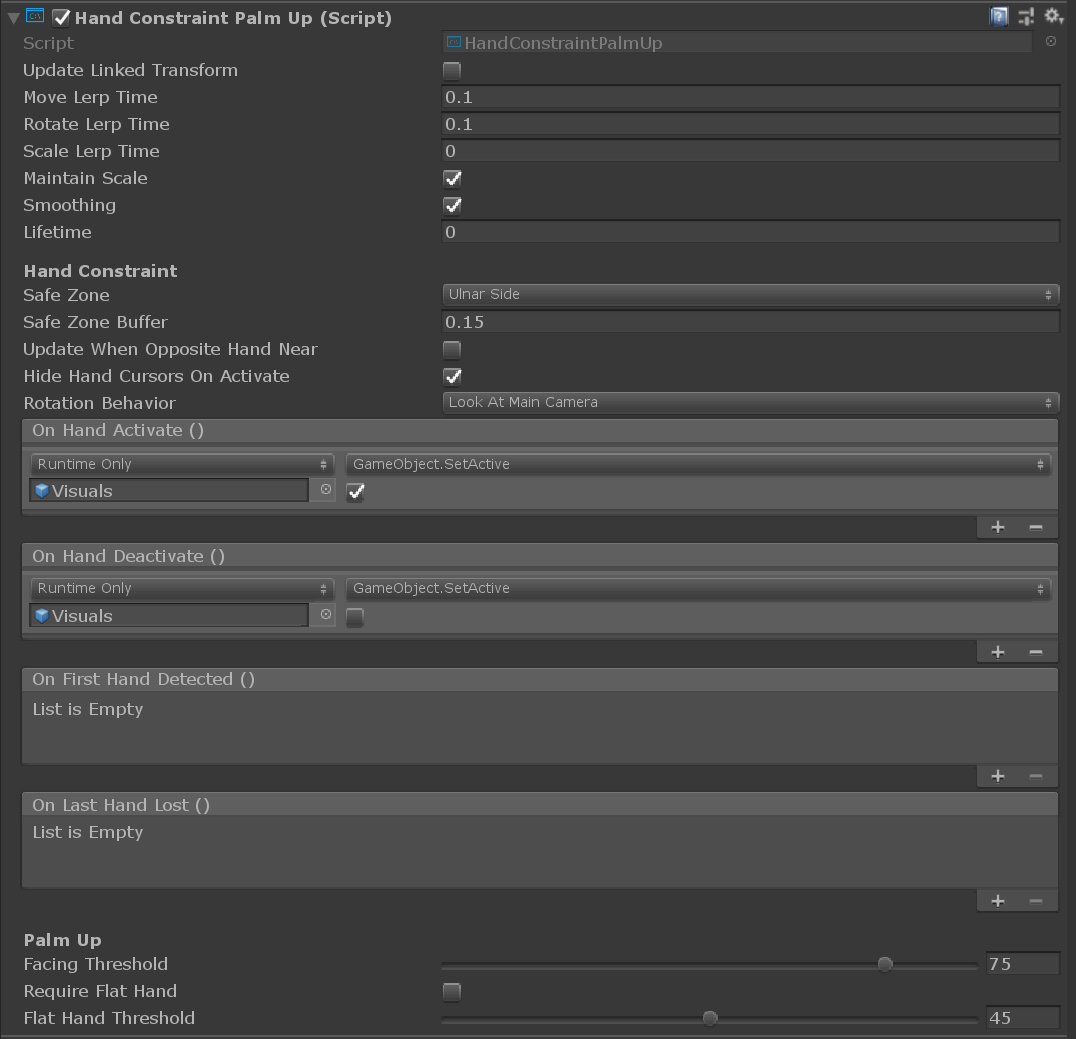 Hand Constraint Palm Up (Script)
Script HandConstraintPalmUp
Update Linked Transform
Move Lerp Time 0.1
Rotate Lerp Time 0.1
Scale Lerp Time 0
Maintain Scale
Smoothing
Lifetime 0
Hand Constraint
Safe Zone Ulnar Side
Safe Zone Buffer 0.15
Update When Opposite Hand Near
Hide Hand Cursors On Activate
Rotation Behavior Look At Main Camera
On Hand Activate ()
Runtime Only GameObject.SetActive
Visuals
On Hand Deactivate ()
Runtime Only GameObject.SetActive
Visuals
On First Hand Detected ()
List is Empty
On Last Hand Lost ()
List is Empty
Palm Up
Facing Threshold 75
Require Flat Hand
Flat Hand Threshold 45